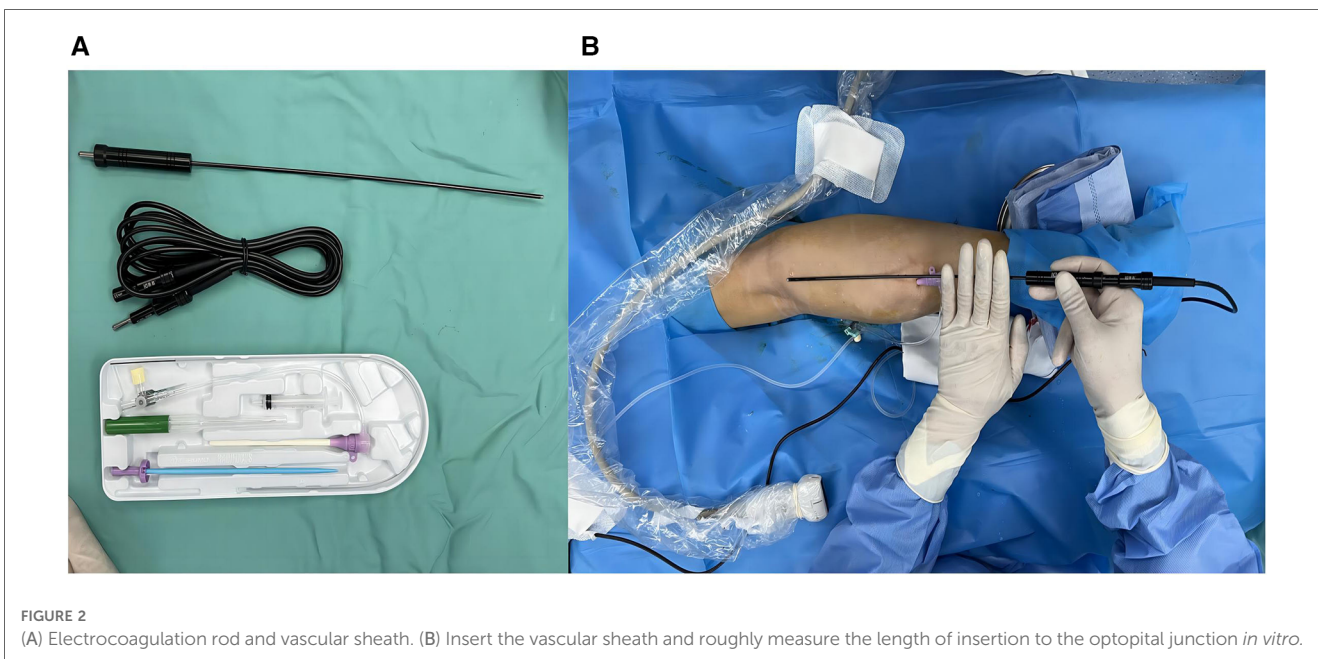 A
B
FIGURE 2
(A) Electrocoagulation rod and vascular sheath. (B) Insert the vascular sheath and roughly measure the length of insertion to the optopital junction in vitro.